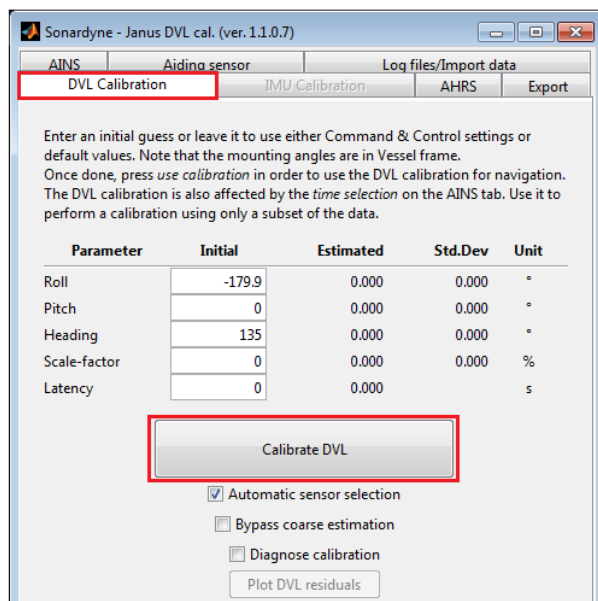 Sonardyne - Janus DVL cal. (ver. 1.1.0.7)
AINS Aiding sensor Log files/Import data
DVL Calibration IMU Calibration AHRS Export
Enter an initial guess or leave it to use either Command & Control settings or
default values. Note that the mounting angles are in Vessel frame.
Once done, press use calibration in order to use the DVL calibration for navigation.
The DVL calibration is also affected by the time selection on the AINS tab. Use it to
perform a calibration using only a subset of the data.
Parameter Initial Estimated Std.Dev Unit
Roll -179.9 0.000 0.000 °
Pitch 0 0.000 0.000 °
Heading 135 0.000 0.000 °
Scale-factor 0 0.000 0.000 %
Latency 0 0.000 s
Calibrate DVL
Automatic sensor selection
Bypass coarse estimation
Diagnose calibration
Plot DVL residuals